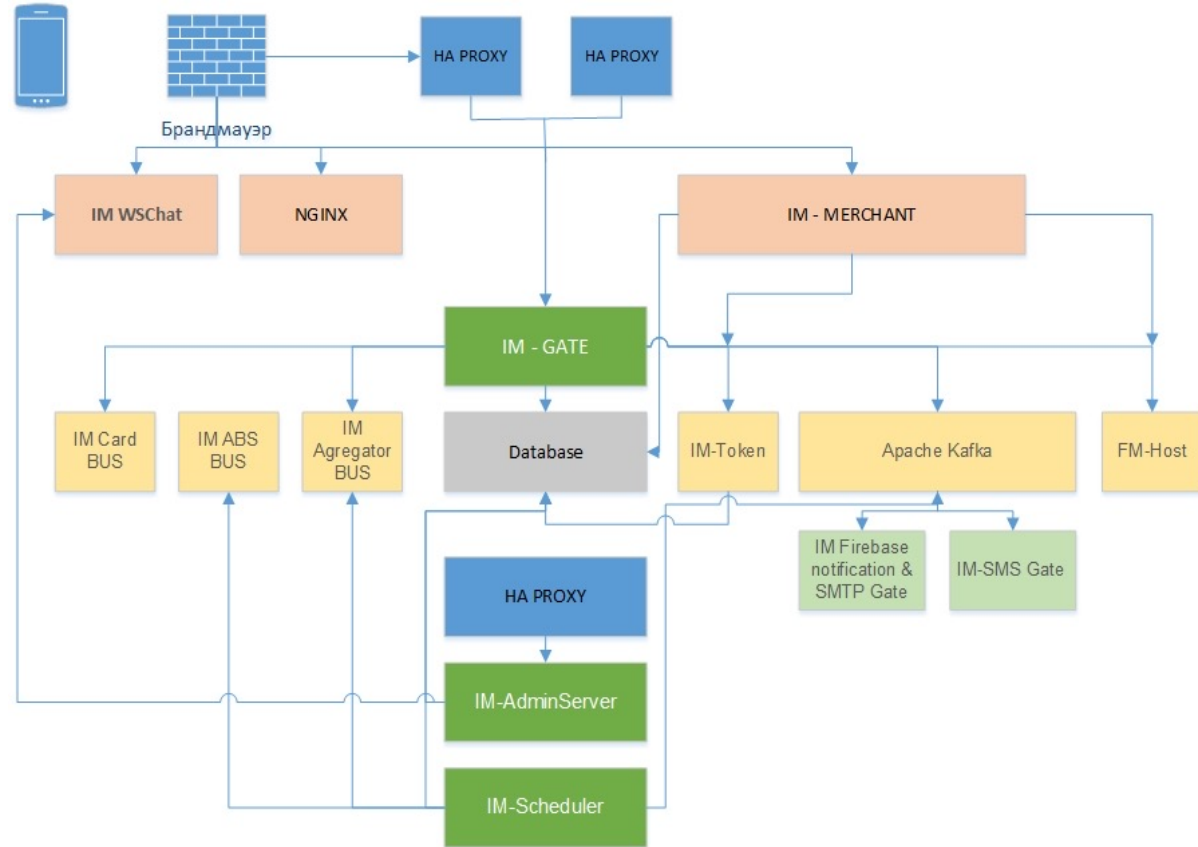 HA PROXY
HA PROXY
Брандмауэр
IM WSChat
NGINX
IM - MERCHANT
IM - GATE
IM Card
BUS
IM ABS
BUS
IM
Agregator
BUS
Database
IM-Token
Apache Kafka
FM-Host
IM Firebase
notification &
SMTP Gate
IM-SMS Gate
HA PROXY
IM-AdminServer
IM-Scheduler